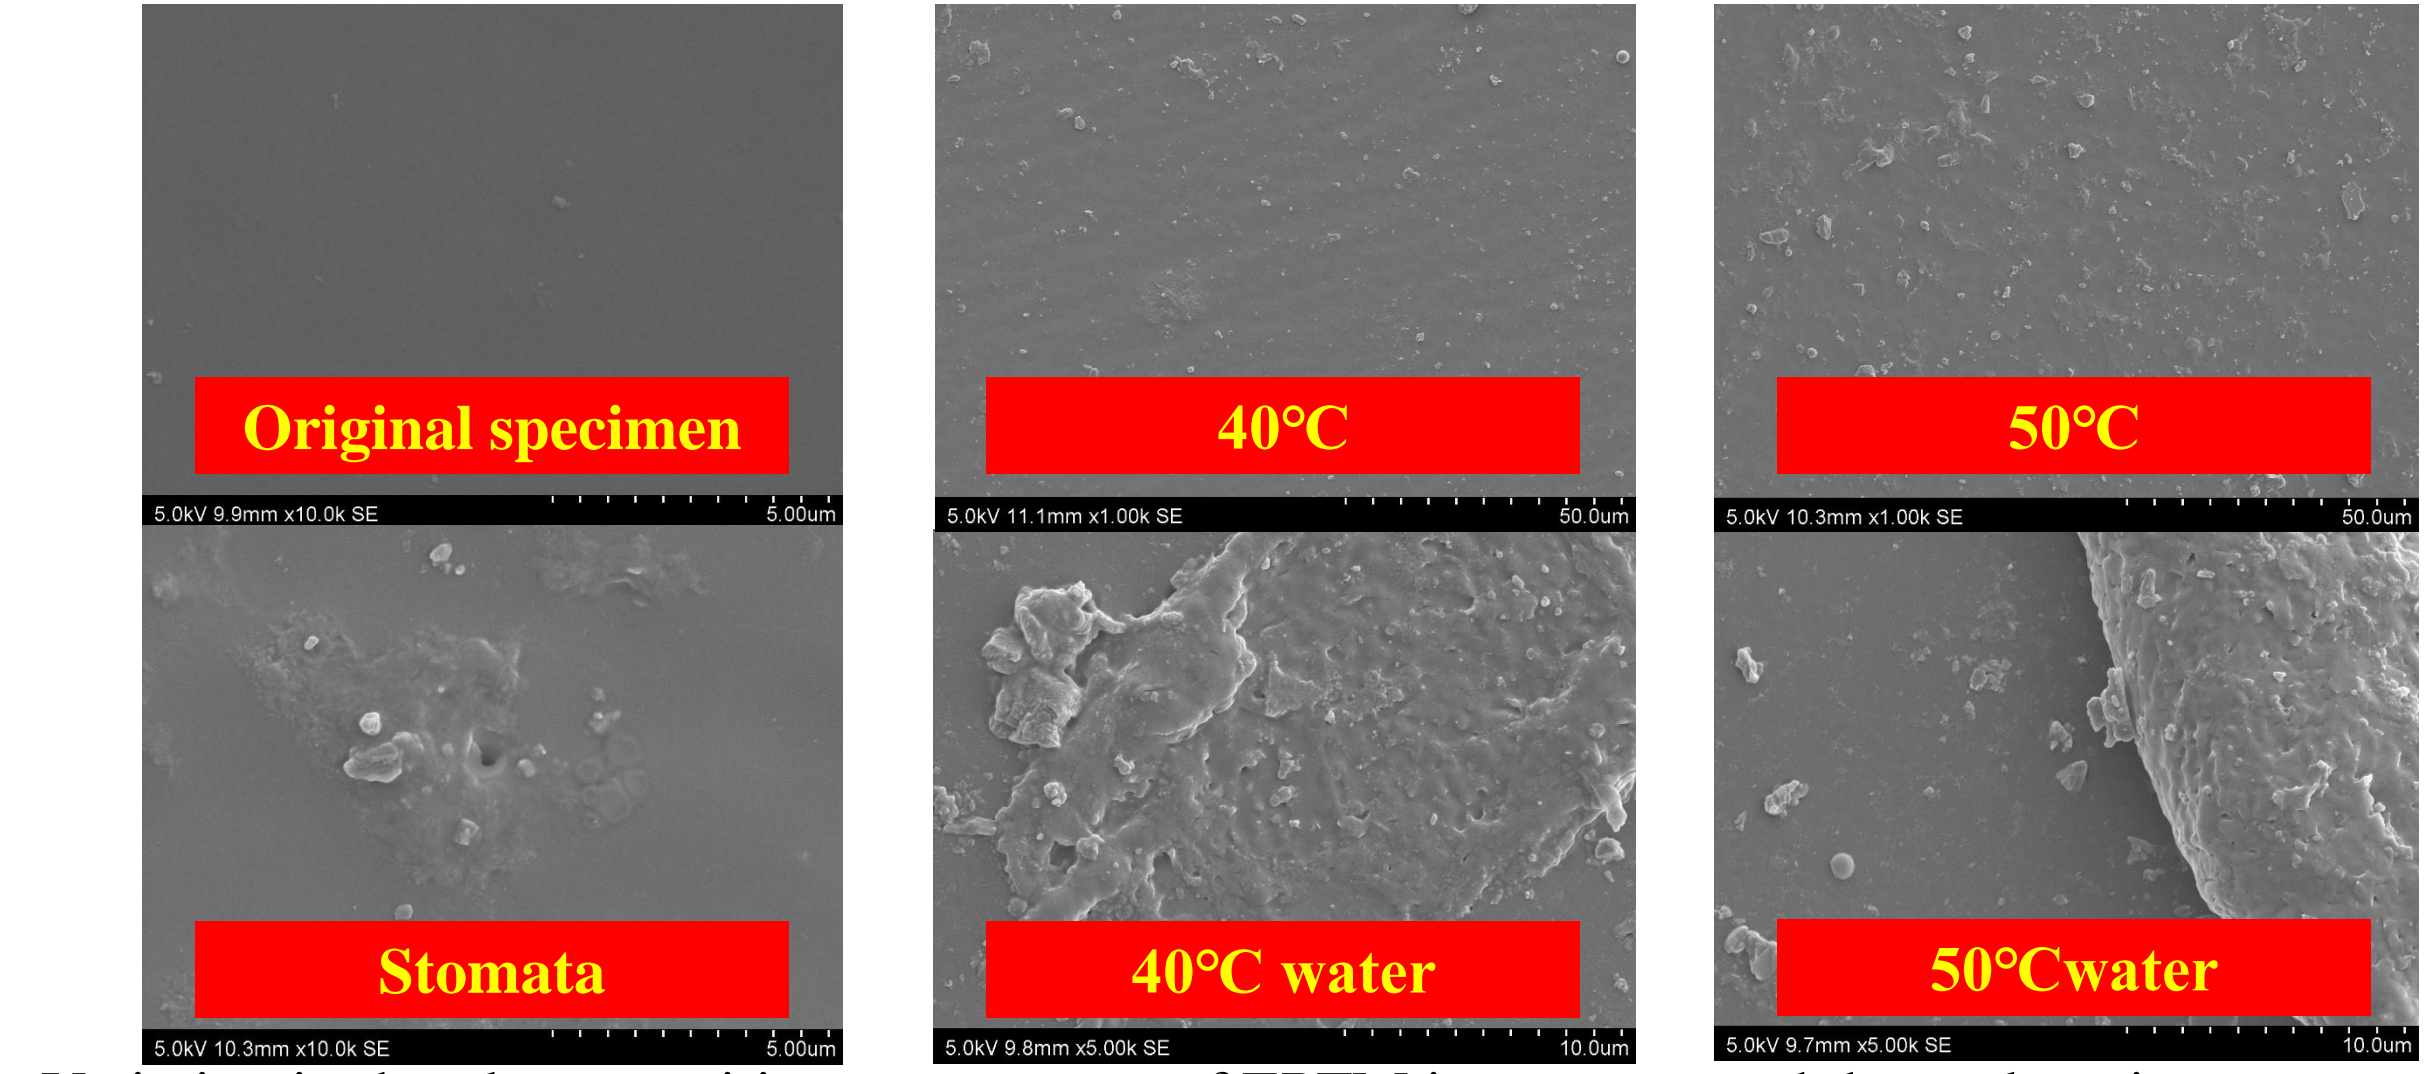 Original specimen
5.0kV 9.9mm x10.0k SE 5.00um
40°C
5.0kV 11.1mm x1.00k SE 50.0um
50°C
5.0kV 10.3mm x1.00k SE 50.0um
Stomata
5.0kV 10.3mm x10.0k SE 5.00um
40°C water
5.0kV 9.8mm x5.00k SE 10.0um
50°Cwater
5.0kV 9.7mm x5.00k SE 10.0um